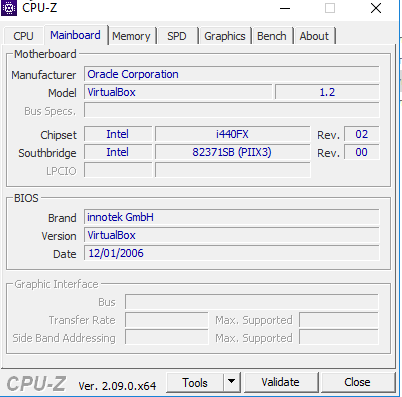 CPU-Z
CPU Mainboard Memory SPD Graphics Bench About
Motherboard
Manufacturer Oracle Corporation
Model VirtualBox 1.2
Bus Specs.
Chipset Intel i440FX Rev. 02
Southbridge Intel 82371SB (PIIX3) Rev. 00
LPCIO
BIOS
Brand innotek GmbH
Version VirtualBox
Date 12/01/2006
Graphic Interface
Bus
Transfer Rate Max. Supported
Side Band Addressing Max. Supported
CPU-Z Ver. 2.09.0.x64 Tools Validate Close